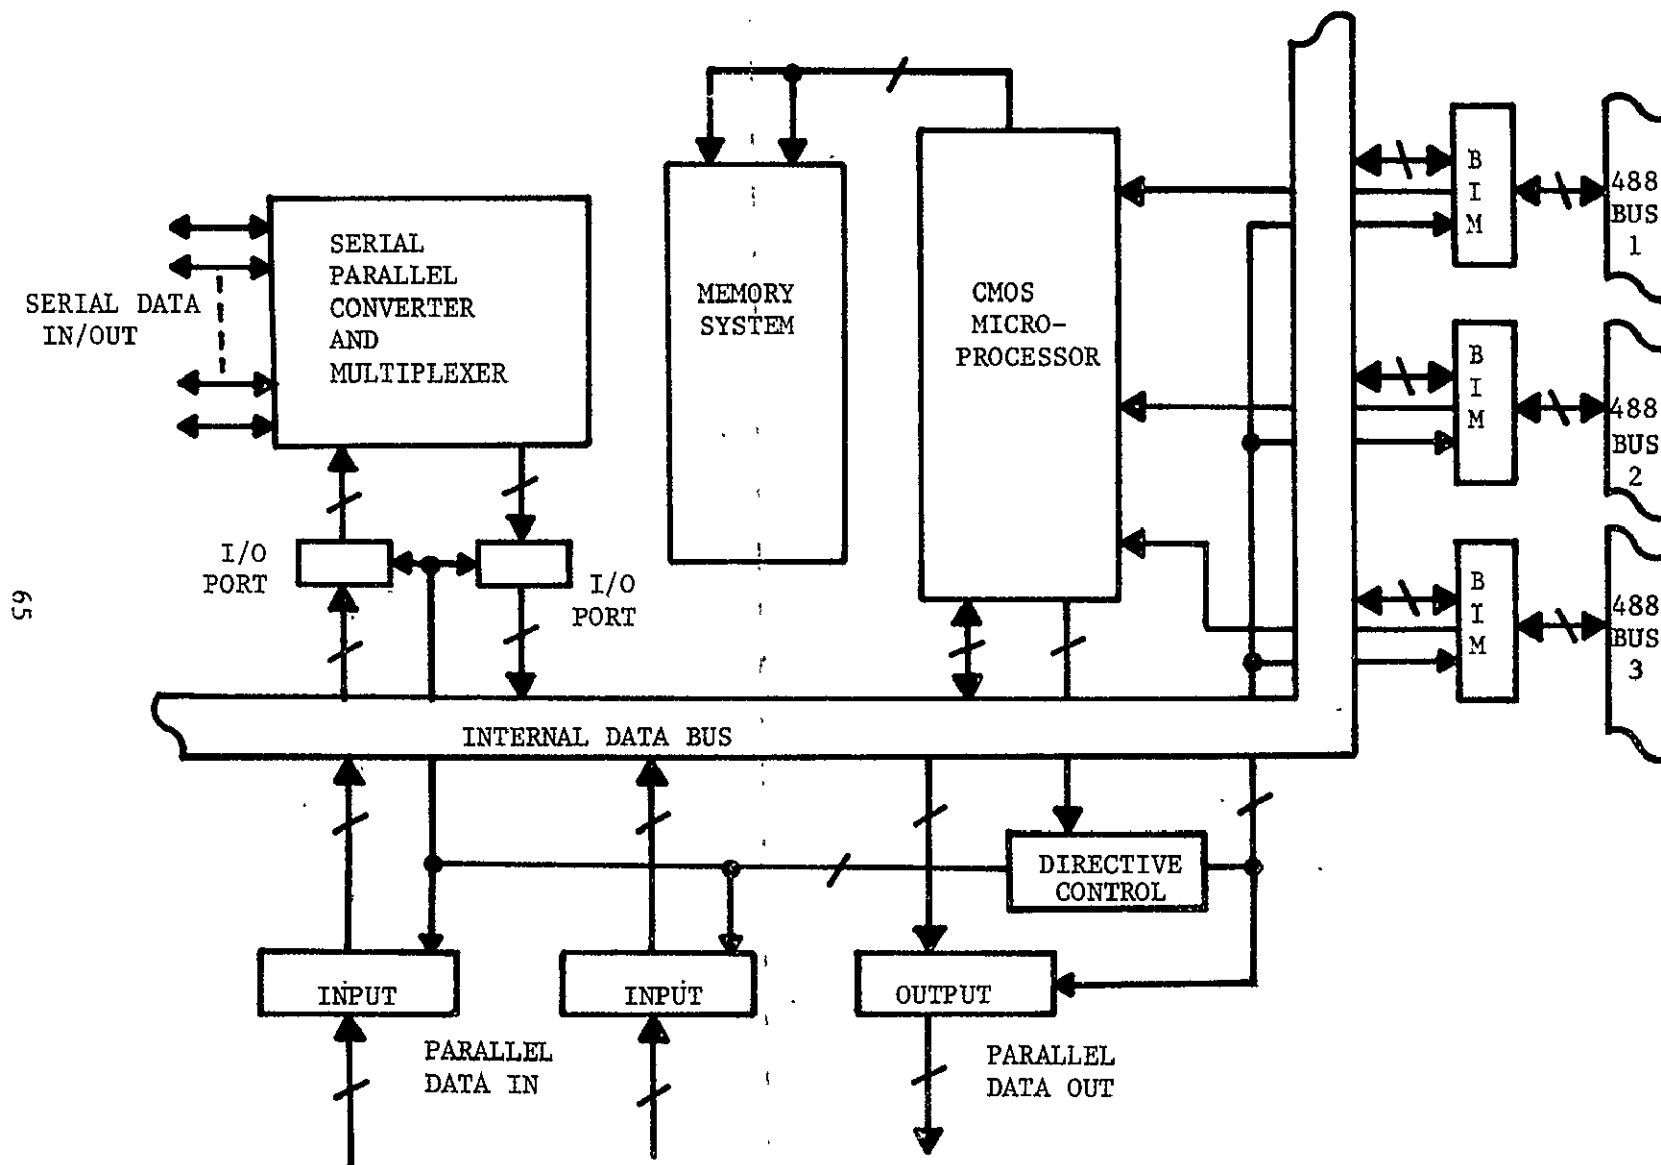 SERIAL
PARALLEL
CONVERTER
AND
MULTIPLEXER
SERIAL DATA
IN/OUT
MEMORY
SYSTEM
CMOS
MICRO-
PROCESSOR
B
I
M
488
BUS
1
B
I
M
488
BUS
2
B
I
M
488
BUS
3
I/O
PORT
I/O
PORT
65
INTERNAL DATA BUS
DIRECTIVE
CONTROL
INPUT
INPUT
OUTPUT
PARALLEL
DATA IN
PARALLEL
DATA OUT